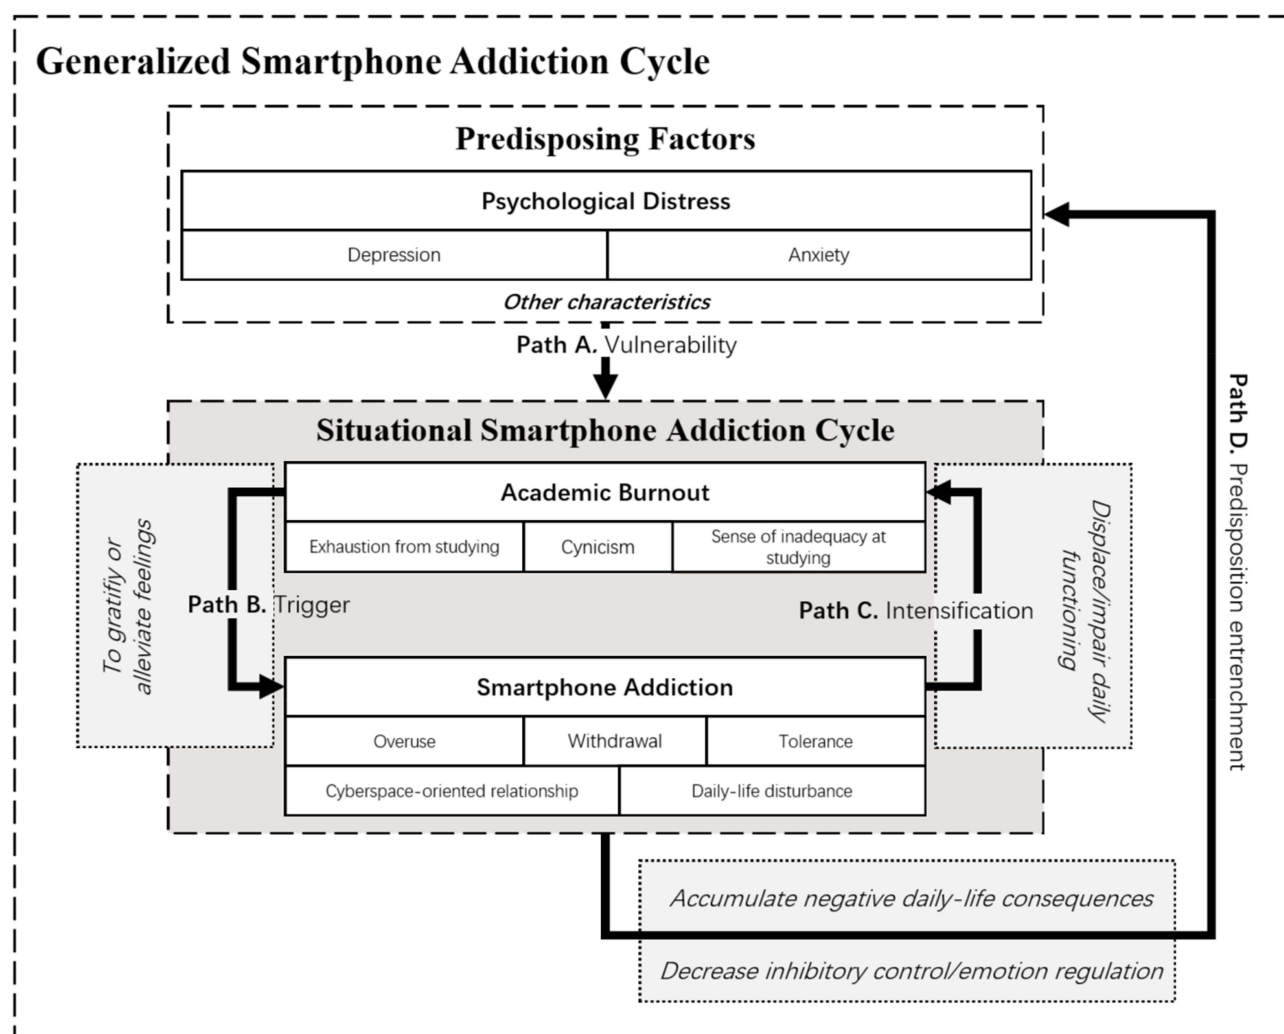 Generalized Smartphone Addiction Cycle
Predisposing Factors
Psychological Distress
Depression
Anxiety
Other characteristics
Path A. Vulnerability
Situational Smartphone Addiction Cycle
Academic Burnout
Exhaustion from studying
Cynicism
Sense of inadequacy at
studying
To gratifiy or
alleviate feelings
Path B. Trigger
Path C. Intensification
Displace/impair daily
functioning
Path D. Predisposition entrenchment
Smartphone Addiction
Overuse
Withdrawal
Tolerance
Cyberspace-oriented relationship
Daily-life disturbance
Accumulate negative daily-life consequences
Decrease inhibitory control/emotion regulation